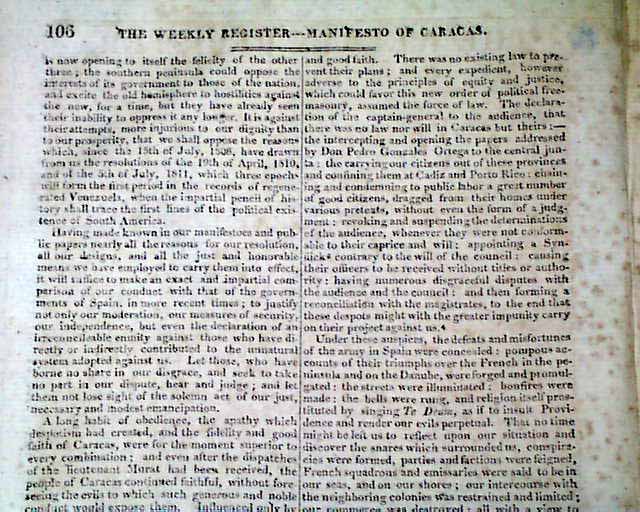 106 THE WEEKLY REGISTER---MANIFESTO OF CARACAS.
is now opening to itself the felicity of the other
three; the southern peninsula could oppose the
interests of its government to those of the nation,
and excite the old hemisphere to hostilities against
the new, for a time, but they have already seen
their inability to oppress it any longer. It is against
their attempts, more injurious to our dignity than
to our prosperity, that we shall oppose the reasons
which, since the 15th of July, 1808, have drawn
from us the resolutions of the 19th of April, 1810,
and of the 5th of July, 1811, which three epochs
will form the first period in the records of regene-
rated Venezuela, when the impartial pencil of his-
tory shall trace the first lines of the political exis-
tence of South America.
Having made known in our manifestoes and pub-
lic papers nearly all the reasons for our resolution,
all our designs, and all the just and honorable
means we have employed to carry them into effect,
it will suffice to make an exact and impartial com-
parison of our conduct with that of the govern-
ments of Spain, in more recent times; to justify
not only our moderation, our measures of security,
our independence, but even the declaration of an
irreconcileable enmity against those who have di-
rectly or indirectly contributed to the unnatural
system adopted against us. Let those, who have
borne no share in our disgrace, and seek to take
no part in our dispute, hear and judge; and let
them not lose sight of the solemn act of our just,
necessary and modest emancipation.
A long habit of obedience, the apathy which
despotism had created, and the fidelity and good
faith of Caracas, were for the moment superior to
every combination; and even after the dispatches
of the lieutenant Murat had been received, the
people of Caracas continued faithful, without fore-
seeing the evils to which such generous and noble
conduct would expose them. Influenced only by
and good faith. There was no existing law to pre-
vent their plans; and every expedient, however
adverse to the principles of equity and justice,
which could favor this new order of political free-
masonry, assumed the force of law. The declara-
tion of the captain-general to the audience, that
there was no law nor will in Caracas but theirs:—
the intercepting and opening the papers addressed
by Don Pedro Gonzales Ortega to the central jun-
ta: the carrying our citizens out of these provinces
and confining them at Cadiz and Porto Rico: chain-
ing and condemning to public labor a great number
of good citizens, dragged from their homes under
various pretexts, without even the form of a judg-
ment: revoking and suspending the determinations
of the audience, whenever they were not conform-
able to their caprice and will: appointing a Syn-
dick contrary to the will of the council: causing
their officers to be received without titles or autho-
rity: having numerous disgraceful disputes with
the audience and the council: and then forming a
reconciliation with the magistrates, to the end that
these despots might with the greater impunity carry
on their project against us.
Under these auspices, the defeats and misfortunes
of the army in Spain were concealed: pompous ac-
counts of their triumphs over the French in the pe-
ninsula and on the Danube, were forged and promul-
gated: the streets were illuminated: bonfires were
made: the bells were rung, and religion itself pros-
tituted by singing Te Deum, as if to insult Provi-
dence and render our evils perpetual. That no time
might be left us to reflect upon our situation and
discover the snares which surrounded us, conspira-
cies were formed, parties and factions were feigned,
French squadrons and emissaries were said to be in
our seas, and on our shores; our intercourse with
the neighboring colonies was restrained and limited;
our commerce was destroyed; all with a view to